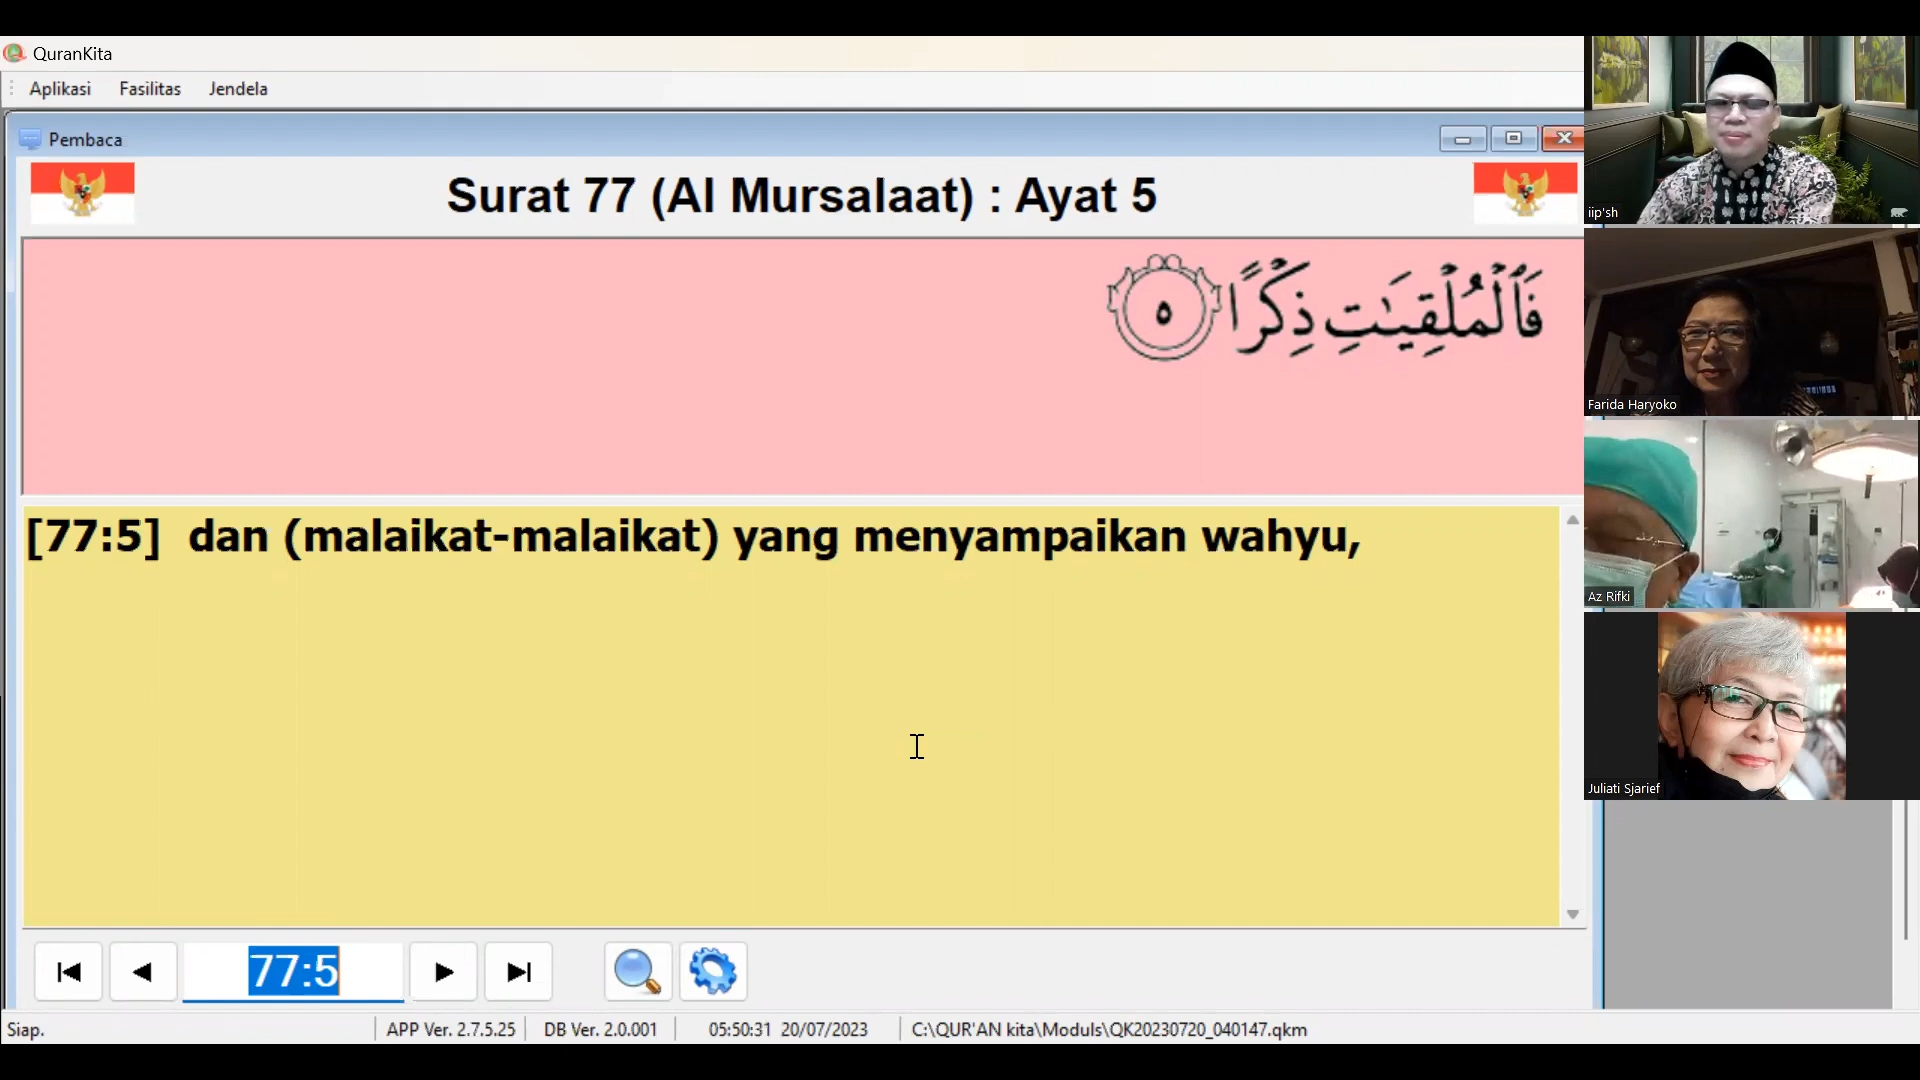 QuranKita
Aplikasi Fasilitas Jendela
Pembaca
Surat 77 (Al Mursalaat) : Ayat 5
فَٱلْمُلْقِيَـٰتِ ذِكْرًا ٥
[77:5] dan (malaikat-malaikat) yang menyampaikan wahyu,
77:5
Siap. APP Ver. 2.7.5.25 DB Ver. 2.0.001 05:50:31 20/07/2023 C:\QUR'AN kita\Moduls\QK20230720_040147.qkm
iip'sh
Farida Haryoko
Az Rifki
Juliati Sjarief